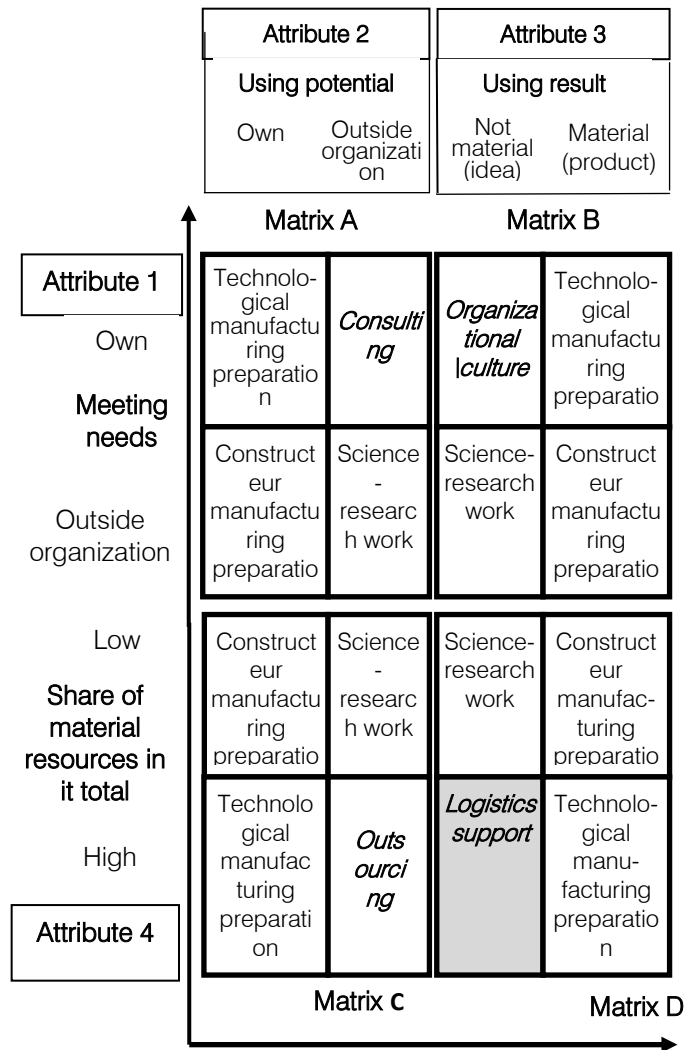 Attribute 2
Attribute 3
Using potential
Using result
Own
Outside
organizati
on
Not
material
(idea)
Material
(product)
Matrix A
Matrix B
Attribute 1
Own
Meeting
needs
Outside
organization
Technolo-
gical
manufactu
ring
preparatio
n
Consulti
ng
Organiza
tional
|culture
Technolo-
gical
manufactu
ring
preparatio
Construct
eur
manufactu
ring
preparatio
Science
-
researc
h work
Science-
research
work
Construct
eur
manufactu
ring
preparatio
Low
Share of
material
resources in
it total
High
Attribute 4
Construct
eur
manufactu
ring
preparatio
Science
-
researc
h work
Science-
research
work
Construct
eur
manufac-
turing
preparatio
Technolo
gical
manufac
turing
preparati
on
Outs
ourci
ng
Logistics
support
Technolo-
gical
manu-
facturing
preparatio
n
Matrix c
Matrix D